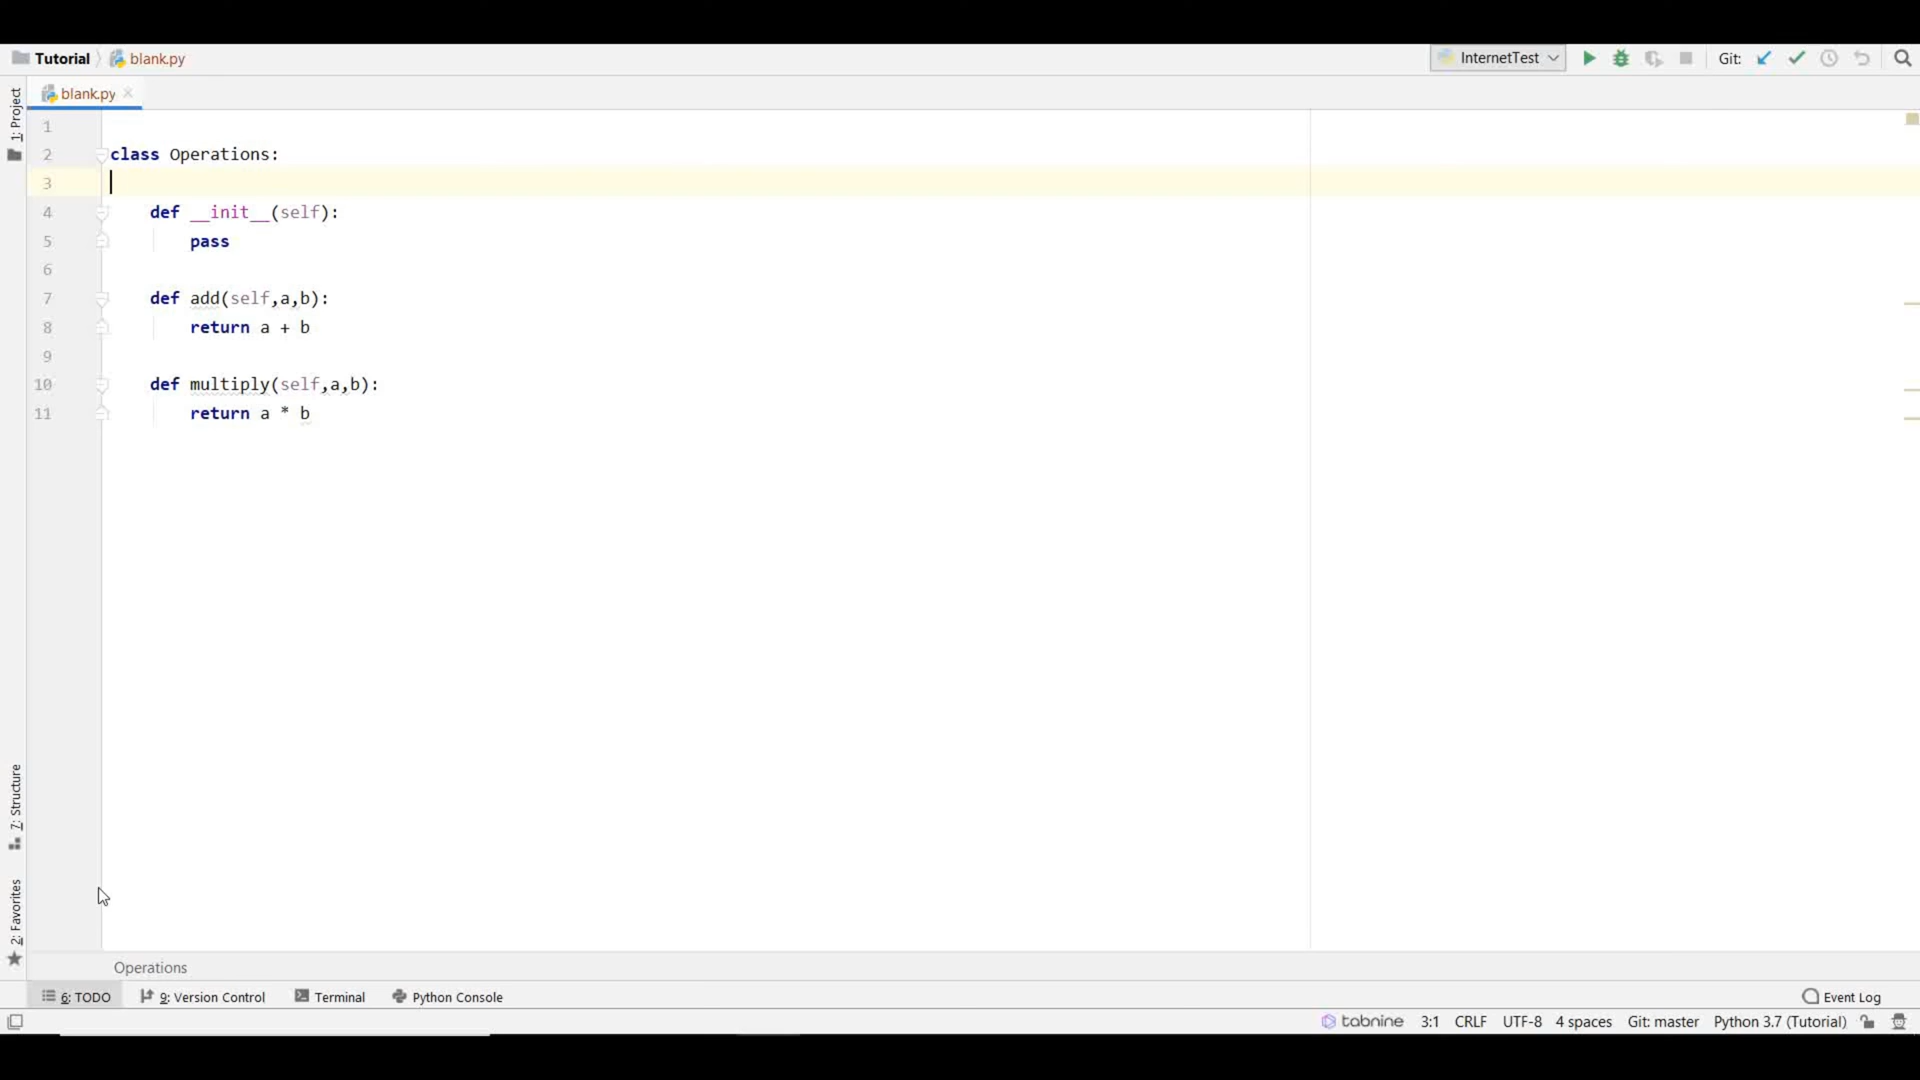 Tutorial blank.py InternetTest Git:
blank.py
1: Project
1
2 class Operations:
3
4 def __init__(self):
5 pass
6
7 def add(self,a,b):
8 return a + b
9
10 def multiply(self,a,b):
11 return a * b
7: Structure
2: Favorites
Operations
6: TODO 9: Version Control Terminal Python Console Event Log
tabnine 3:1 CRLF UTF-8 4 spaces Git: master Python 3.7 (Tutorial)